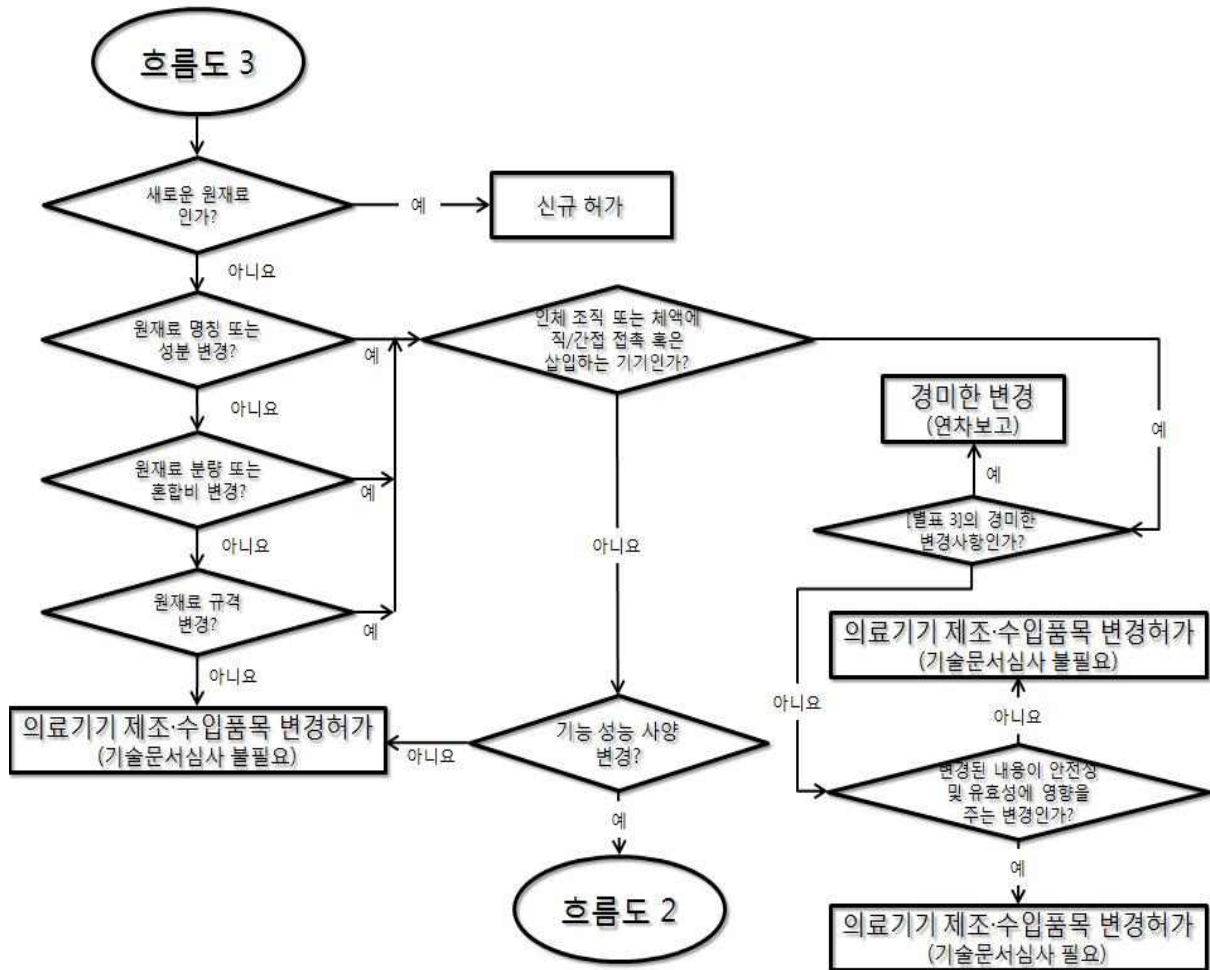 흐름도 3
새로운 원재료
인가?
예
신규 허가
아니요
원재료 명칭 또는
성분 변경?
예
인체 조직 또는 체액에
직/간접 접촉 혹은
삽입하는 기기인가?
예
아니요
원재료 분량 또는
혼합비 변경?
예
아니요
원재료 규격
변경?
예
아니요
의료기기 제조·수입품목 변경허가
(기술문서심사 불필요)
아니요
기능 성능 사양
변경?
아니요
예
흐름도 2
경미한 변경
(연차보고)
예
[별표 3]의 경미한
변경사항인가?
아니요
의료기기 제조·수입품목 변경허가
(기술문서심사 불필요)
아니요
변경된 내용이 안전성
및 유효성에 영향을
주는 변경인가?
예
의료기기 제조·수입품목 변경허가
(기술문서심사 필요)